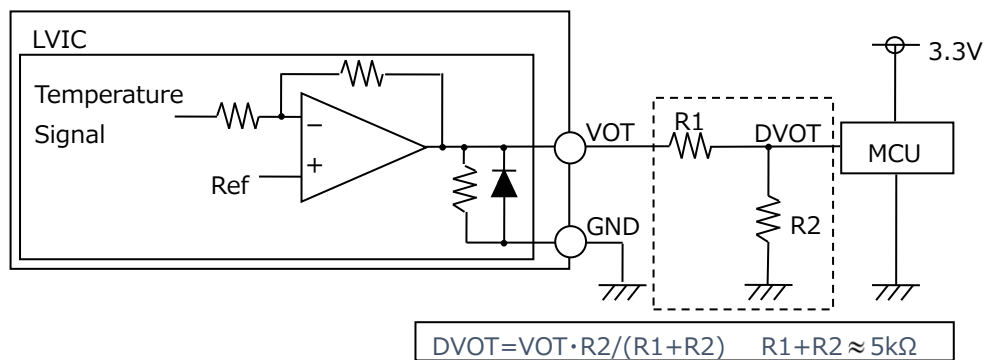 LVIC
Temperature
Signal
−
+
Ref
VOT
GND
R1
DVOT
R2
3.3V
MCU
DVOT=VOT･R2/(R1+R2) R1+R2≈5kΩ